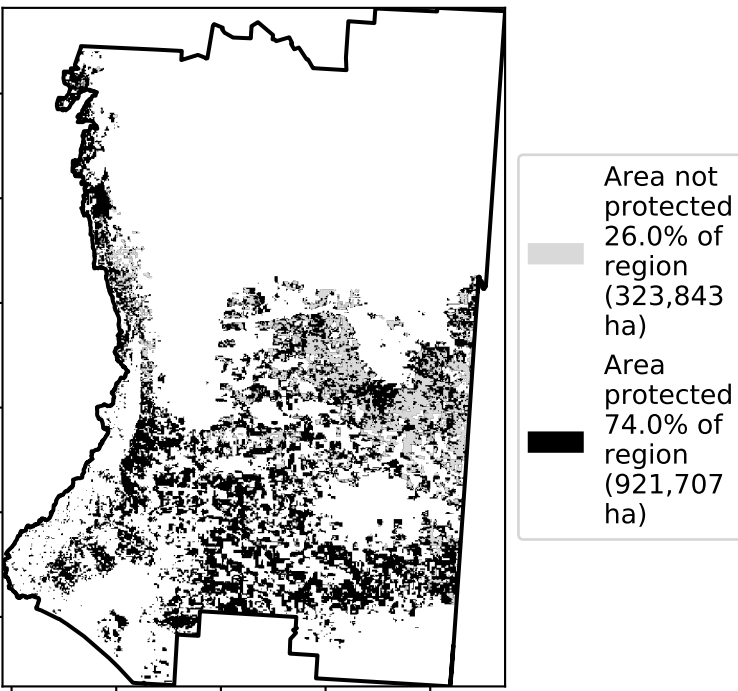 Area not
protected
26.0% of
region
(323,843
ha)
Area
protected
74.0% of
region
(921,707
ha)